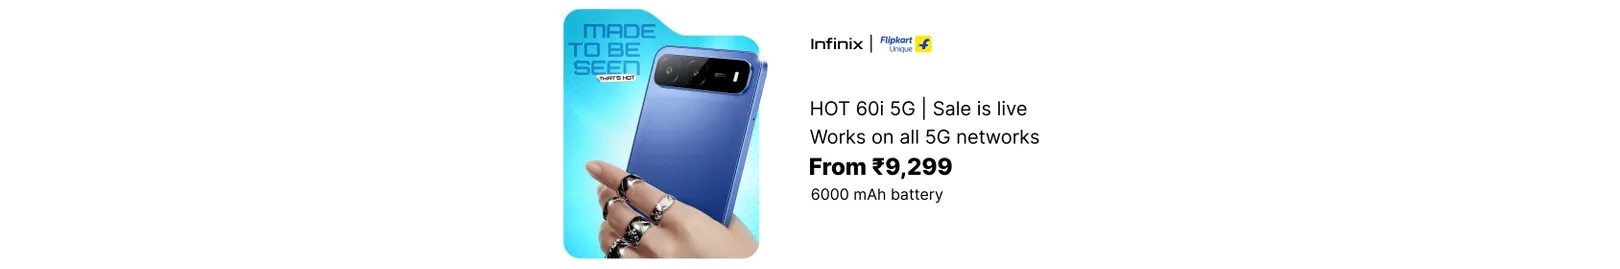 MADE
TO BE
SEEN
THAT'S HOT
Infinix | Flipkart
Unique
HOT 60i 5G | Sale is live
Works on all 5G networks
From ₹9,299
6000 mAh battery